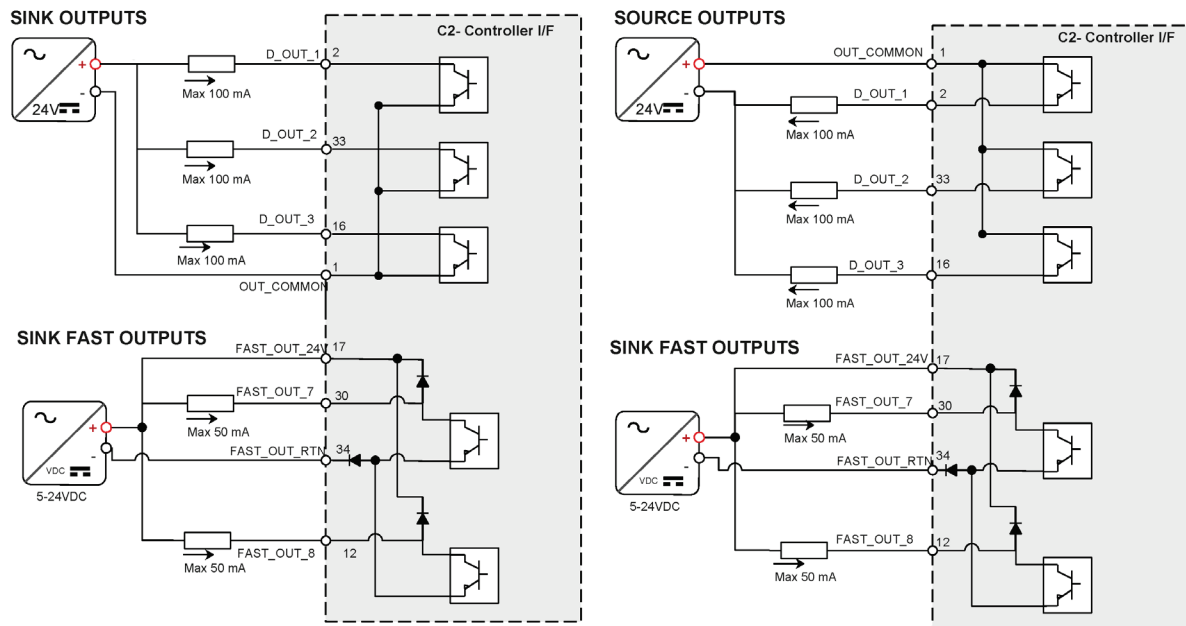 SINK OUTPUTS
C2- Controller I/F
+
-
24V
D_OUT_1
2
Max 100 mA
D_OUT_2
33
Max 100 mA
D_OUT_3
16
Max 100 mA
1
OUT_COMMON
SINK FAST OUTPUTS
FAST_OUT_24V
17
FAST_OUT_7
30
Max 50 mA
+
-
VDC
5-24VDC
FAST_OUT_RTN
34
FAST_OUT_8
12
Max 50 mA
SOURCE OUTPUTS
C2- Controller I/F
OUT_COMMON
1
+
-
24V
D_OUT_1
2
Max 100 mA
D_OUT_2
33
Max 100 mA
D_OUT_3
16
Max 100 mA
SINK FAST OUTPUTS
FAST_OUT_24V
17
FAST_OUT_7
30
Max 50 mA
+
-
VDC
5-24VDC
FAST_OUT_RTN
34
FAST_OUT_8
12
Max 50 mA